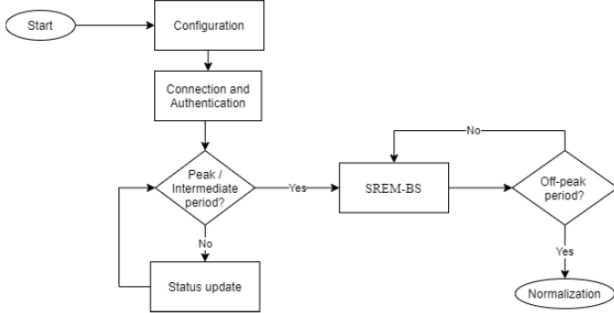 Start
Configuration
Connection and
Authentication
Peak /
Intermediate
period?
Yes
SREM-BS
No
Off-peak
period?
No
Status update
Yes
Normalization